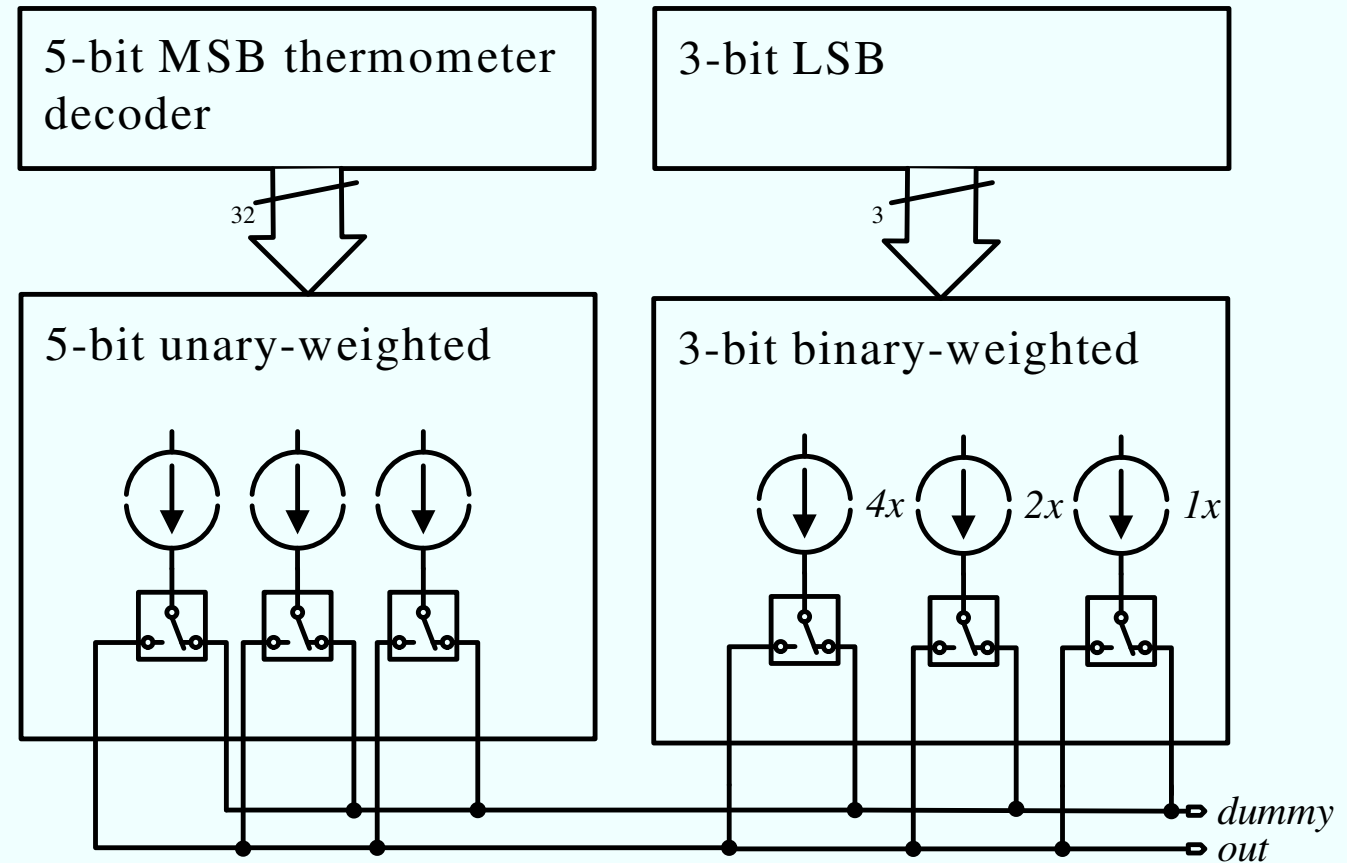 5-bit MSB thermometer
decoder
3-bit LSB
32
3
5-bit unary-weighted
3-bit binary-weighted
4x
2x
1x
dummy
out